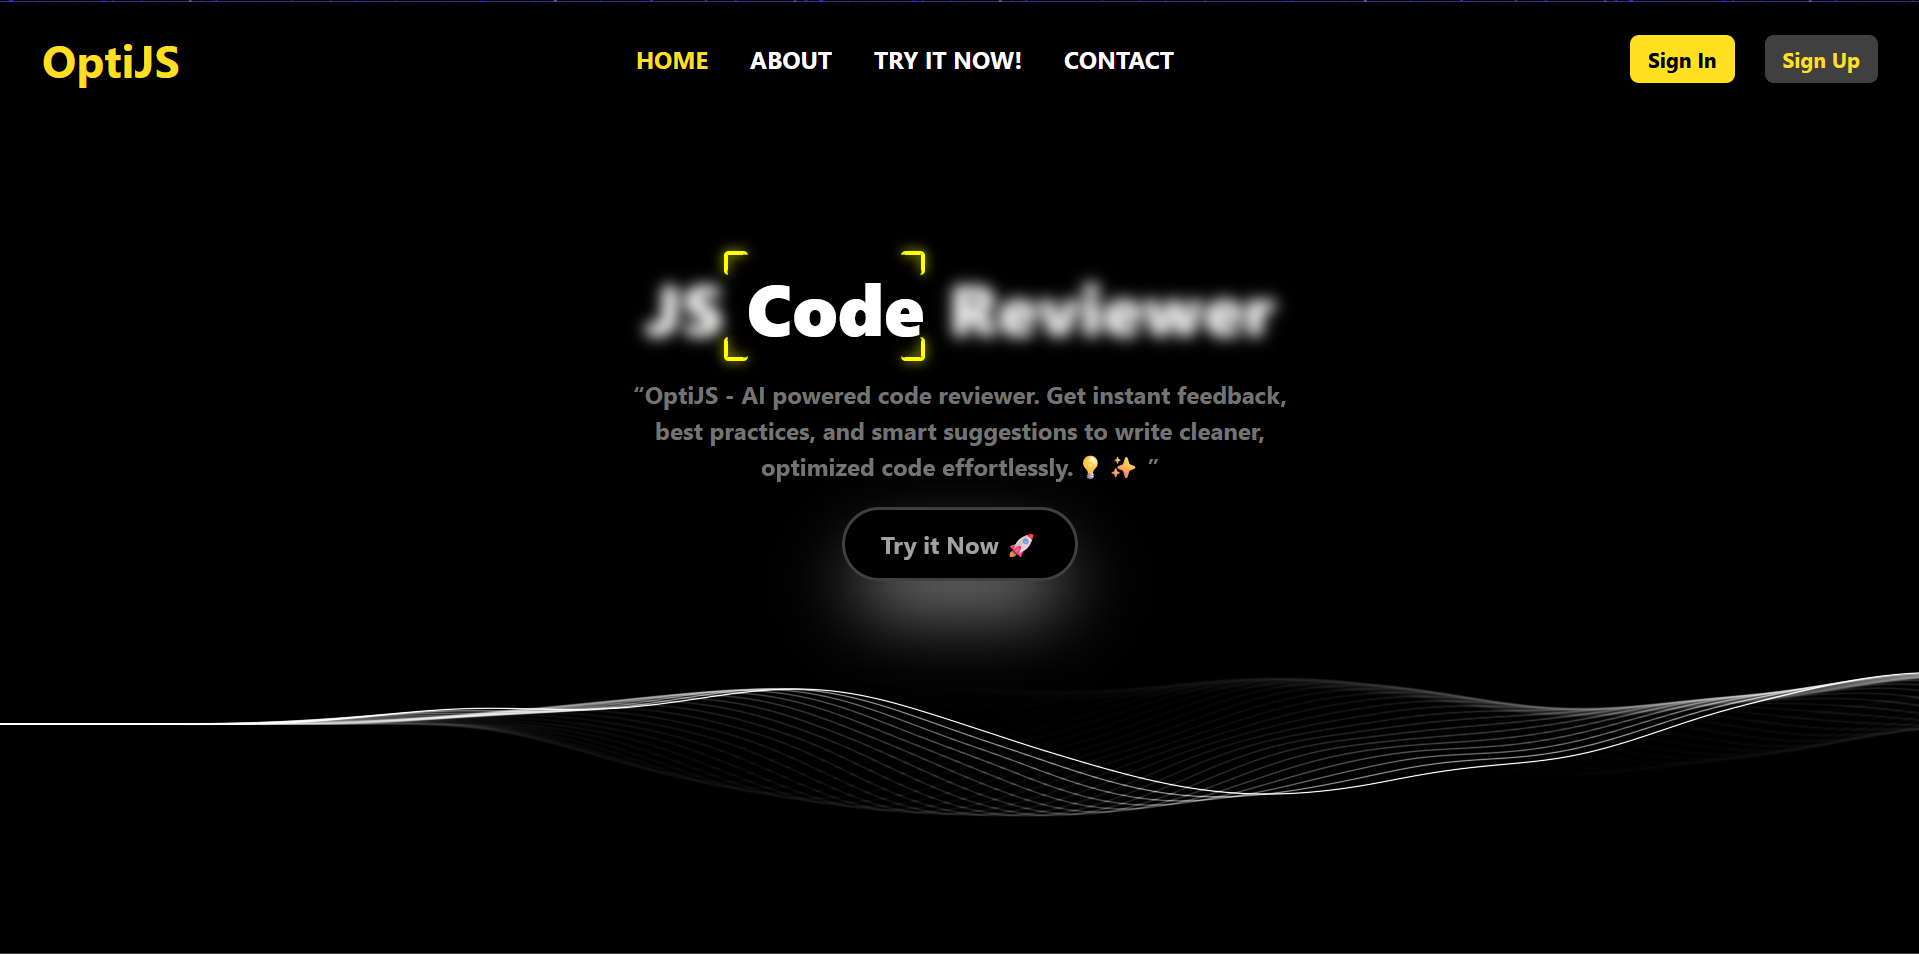 OptiJS
HOME ABOUT TRY IT NOW! CONTACT
Sign In Sign Up
JS Code Reviewer
“OptiJS - AI powered code reviewer. Get instant feedback,
best practices, and smart suggestions to write cleaner,
optimized code effortlessly. 💡 ✨ ”
Try it Now 🚀